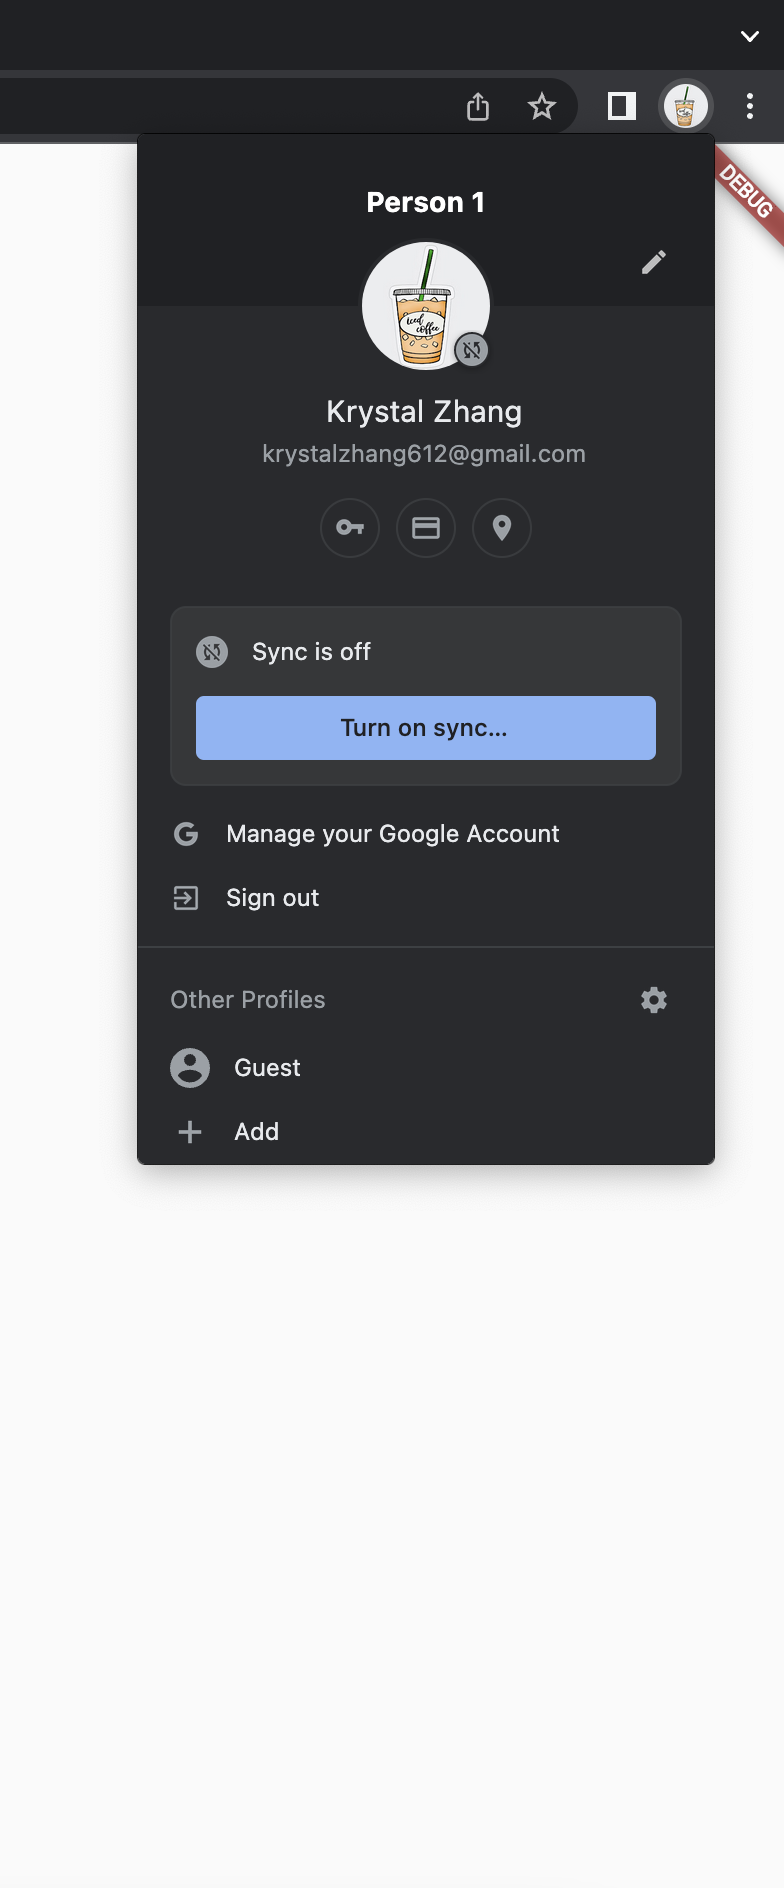 DEBUG
Person 1
Iced
coffee
Krystal Zhang
krystalzhang612@gmail.com
Sync is off
Turn on sync...
Manage your Google Account
Sign out
Other Profiles
Guest
Add